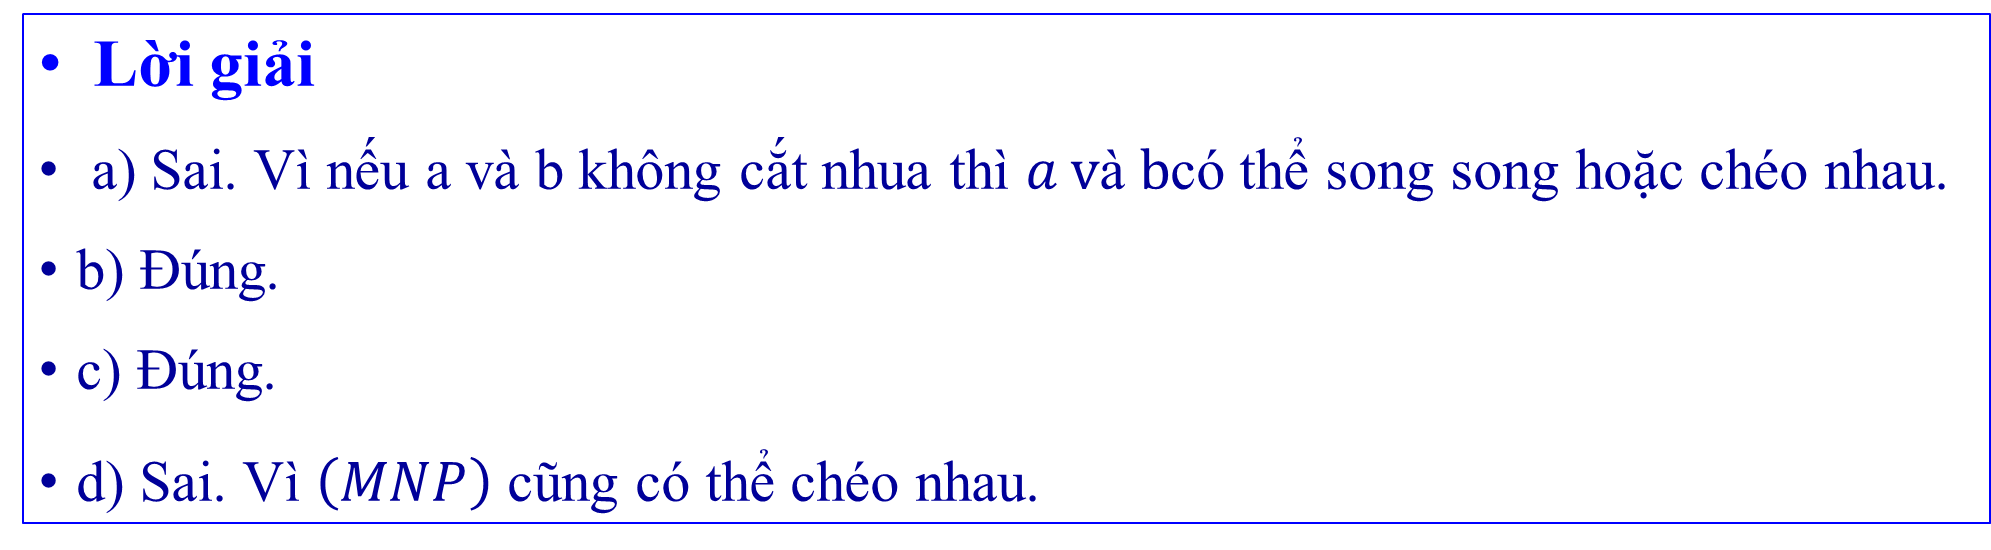 • Lời giải
• a) Sai. Vì nếu a và b không cắt nhua thì a và bcó thể song song hoặc chéo nhau.
• b) Đúng.
• c) Đúng.
• d) Sai. Vì (MNP) cũng có thể chéo nhau.